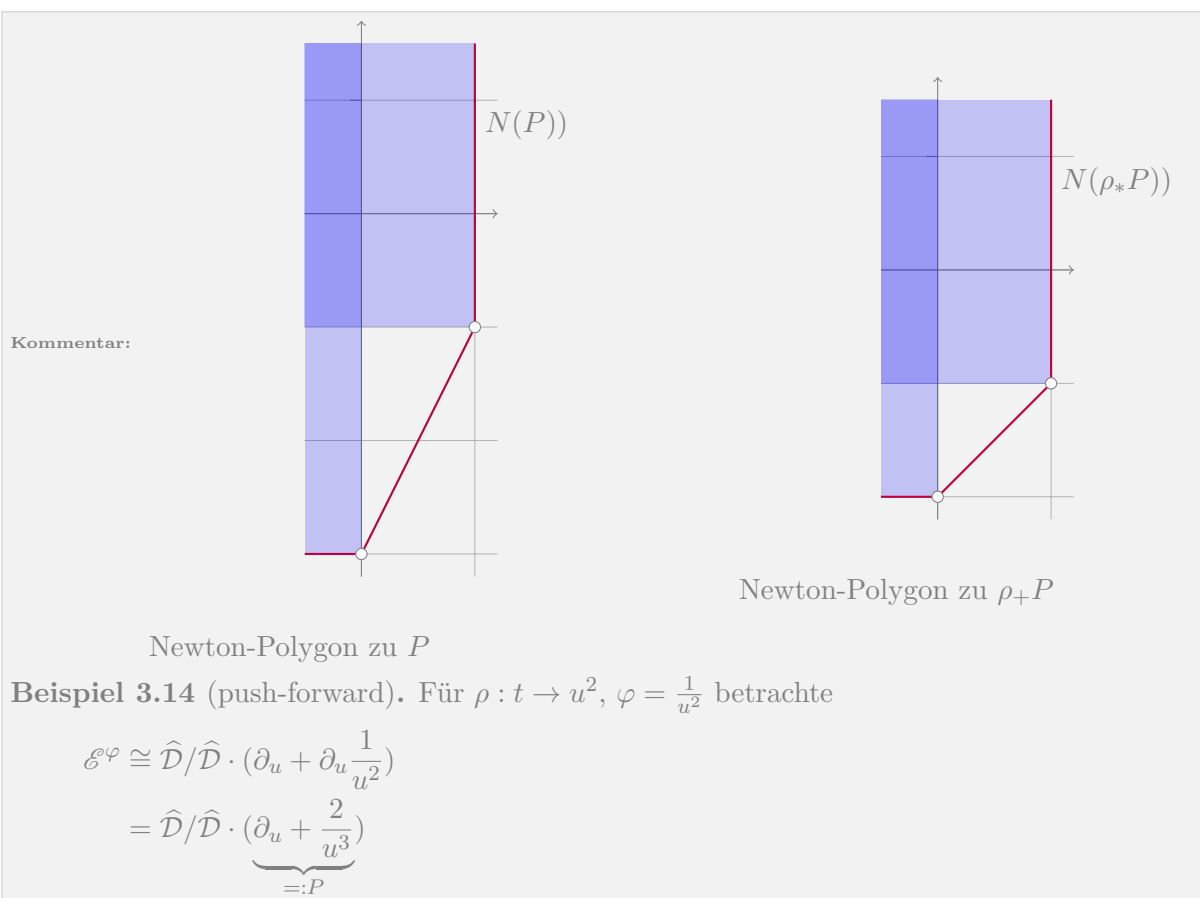 N(P))
N(ρ∗P))
Kommentar:
Newton-Polygon zu ρ₊P
Newton-Polygon zu P
Beispiel 3.14 (push-forward). Für ρ : t → u², φ = 1/u² betrachte
ℰ^φ ≅ D̂/D̂ · (∂ᵤ + ∂ᵤ 1/u²)
= D̂/D̂ · (∂ᵤ + 2/u³)
=:P